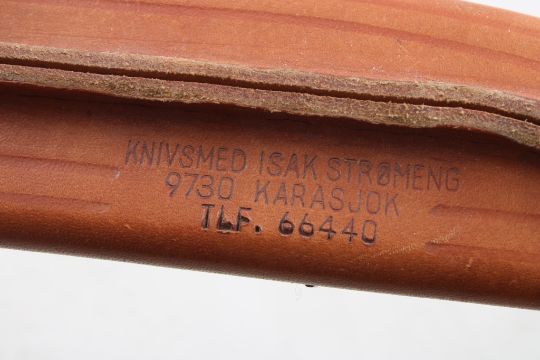 KNIVSMED ISAK STRØMENG
9730 KARASJOK
TLF. 66440